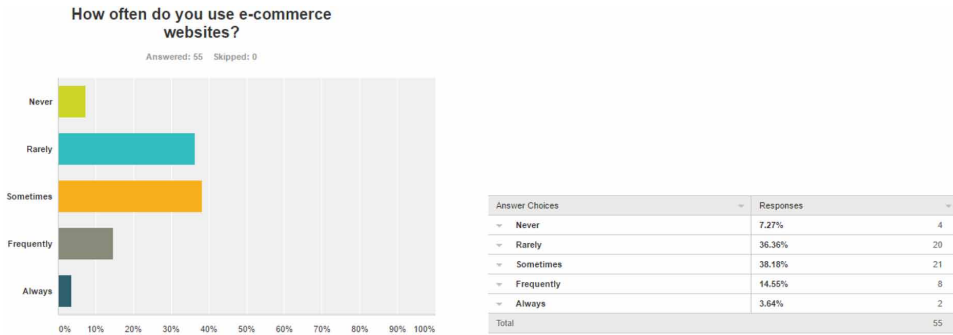 How often do you use e-commerce
websites?
Answered: 55 Skipped: 0
Never
Rarely
Sometimes
Frequently
Always
0% 10% 20% 30% 40% 50% 60% 70% 80% 90% 100%
Answer Choices Responses
Never 7.27% 4
Rarely 36.36% 20
Sometimes 38.18% 21
Frequently 14.55% 8
Always 3.64% 2
Total 55